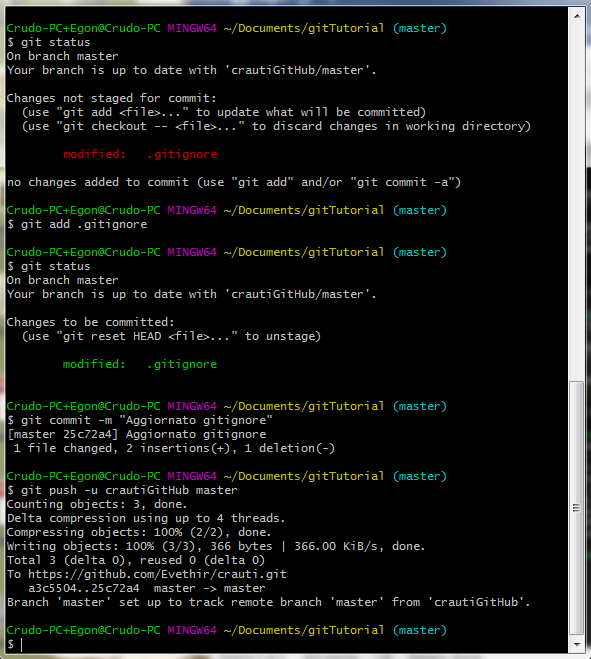 Crudo-PC+Egon@Crudo-PC MINGW64 ~/Documents/gitTutorial (master)
$ git status
On branch master
Your branch is up to date with 'crautiGitHub/master'.

Changes not staged for commit:
  (use "git add <file>..." to update what will be committed)
  (use "git checkout -- <file>..." to discard changes in working directory)

        modified:   .gitignore

no changes added to commit (use "git add" and/or "git commit -a")

Crudo-PC+Egon@Crudo-PC MINGW64 ~/Documents/gitTutorial (master)
$ git add .gitignore

Crudo-PC+Egon@Crudo-PC MINGW64 ~/Documents/gitTutorial (master)
$ git status
On branch master
Your branch is up to date with 'crautiGitHub/master'.

Changes to be committed:
  (use "git reset HEAD <file>..." to unstage)

        modified:   .gitignore

Crudo-PC+Egon@Crudo-PC MINGW64 ~/Documents/gitTutorial (master)
$ git commit -m "Aggiornato gitignore"
[master 25c72a4] Aggiornato gitignore
 1 file changed, 2 insertions(+), 1 deletion(-)

Crudo-PC+Egon@Crudo-PC MINGW64 ~/Documents/gitTutorial (master)
$ git push -u crautiGitHub master
Counting objects: 3, done.
Delta compression using up to 4 threads.
Compressing objects: 100% (2/2), done.
Writing objects: 100% (3/3), 366 bytes | 366.00 KiB/s, done.
Total 3 (delta 0), reused 0 (delta 0)
To https://github.com/Evethir/crauti.git
   a3c5504..25c72a4  master -> master
Branch 'master' set up to track remote branch 'master' from 'crautiGitHub'.

Crudo-PC+Egon@Crudo-PC MINGW64 ~/Documents/gitTutorial (master)
$